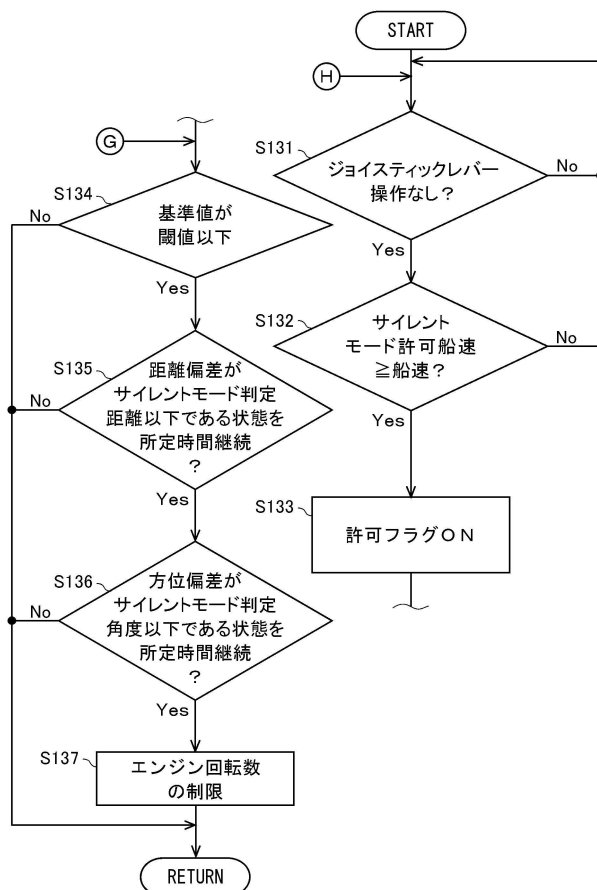 START
H
S131
ジョイスティックレバー
操作なし?
No
Yes
S132
サイレント
モード許可船速
≧船速?
No
Yes
S133
許可フラグON
G
S134
基準値が
閾値以下
No
Yes
S135
距離偏差が
サイレントモード判定
距離以下である状態を
所定時間継続
?
No
Yes
S136
方位偏差が
サイレントモード判定
角度以下である状態を
所定時間継続
?
No
Yes
S137
エンジン回転数
の制限
RETURN